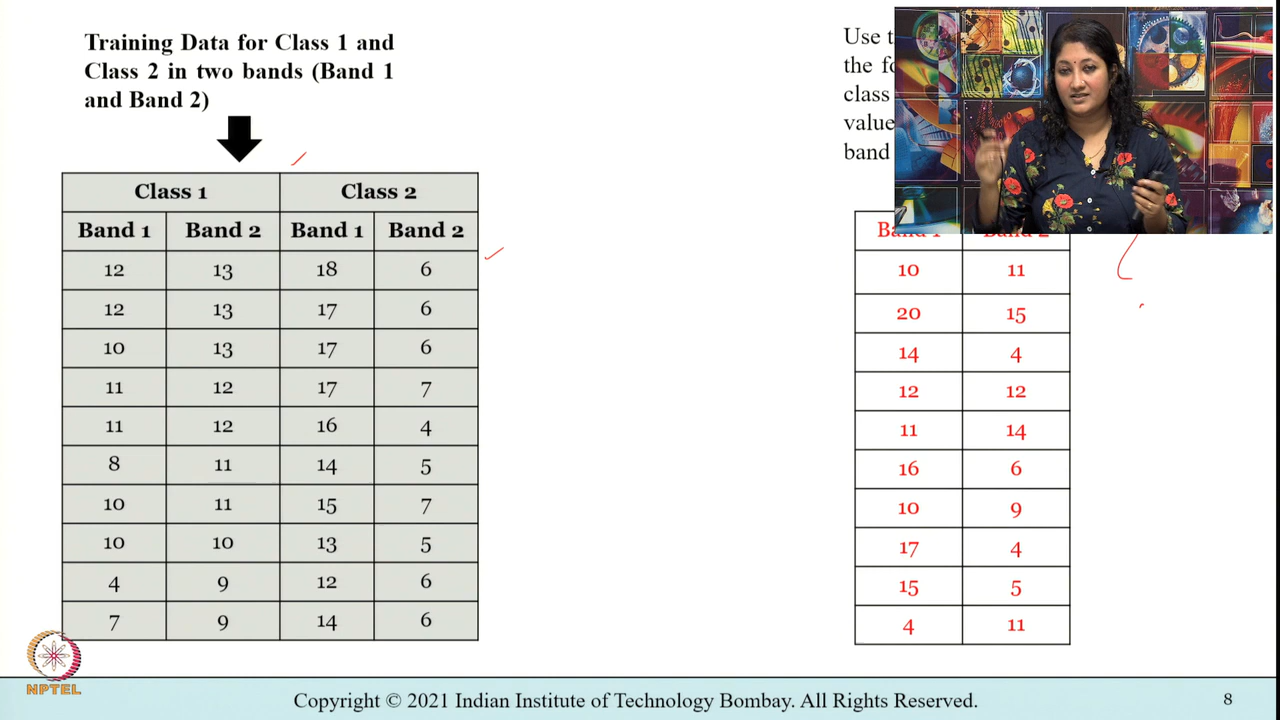 Training Data for Class 1 and
Class 2 in two bands (Band 1
and Band 2)
Class 1 Class 2
Band 1 Band 2 Band 1 Band 2
12 13 18 6
12 13 17 6
10 13 17 6
11 12 17 7
11 12 16 4
8 11 14 5
10 11 15 7
10 10 13 5
4 9 12 6
7 9 14 6
Use
the
class
value
band
10 11
20 15
14 4
12 12
11 14
16 6
10 9
17 4
15 5
4 11
NPTEL
Copyright © 2021 Indian Institute of Technology Bombay. All Rights Reserved.
8